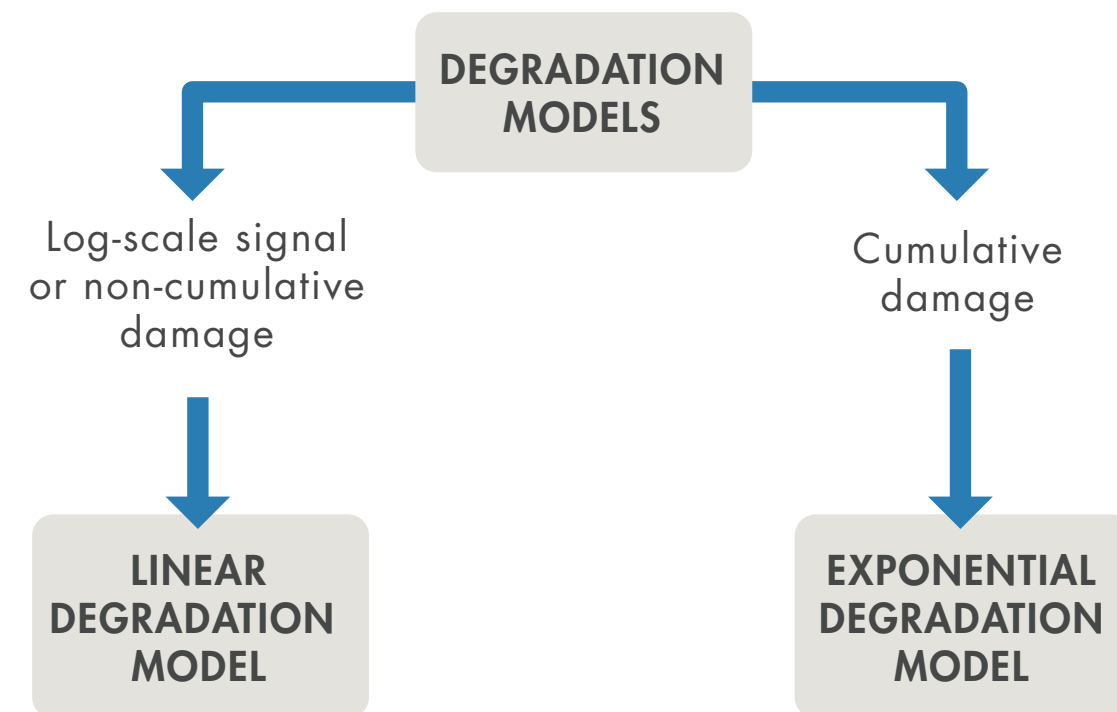 DEGRADATION
MODELS
Log-scale signal
or non-cumulative
damage
Cumulative
damage
LINEAR
DEGRADATION
MODEL
EXPONENTIAL
DEGRADATION
MODEL